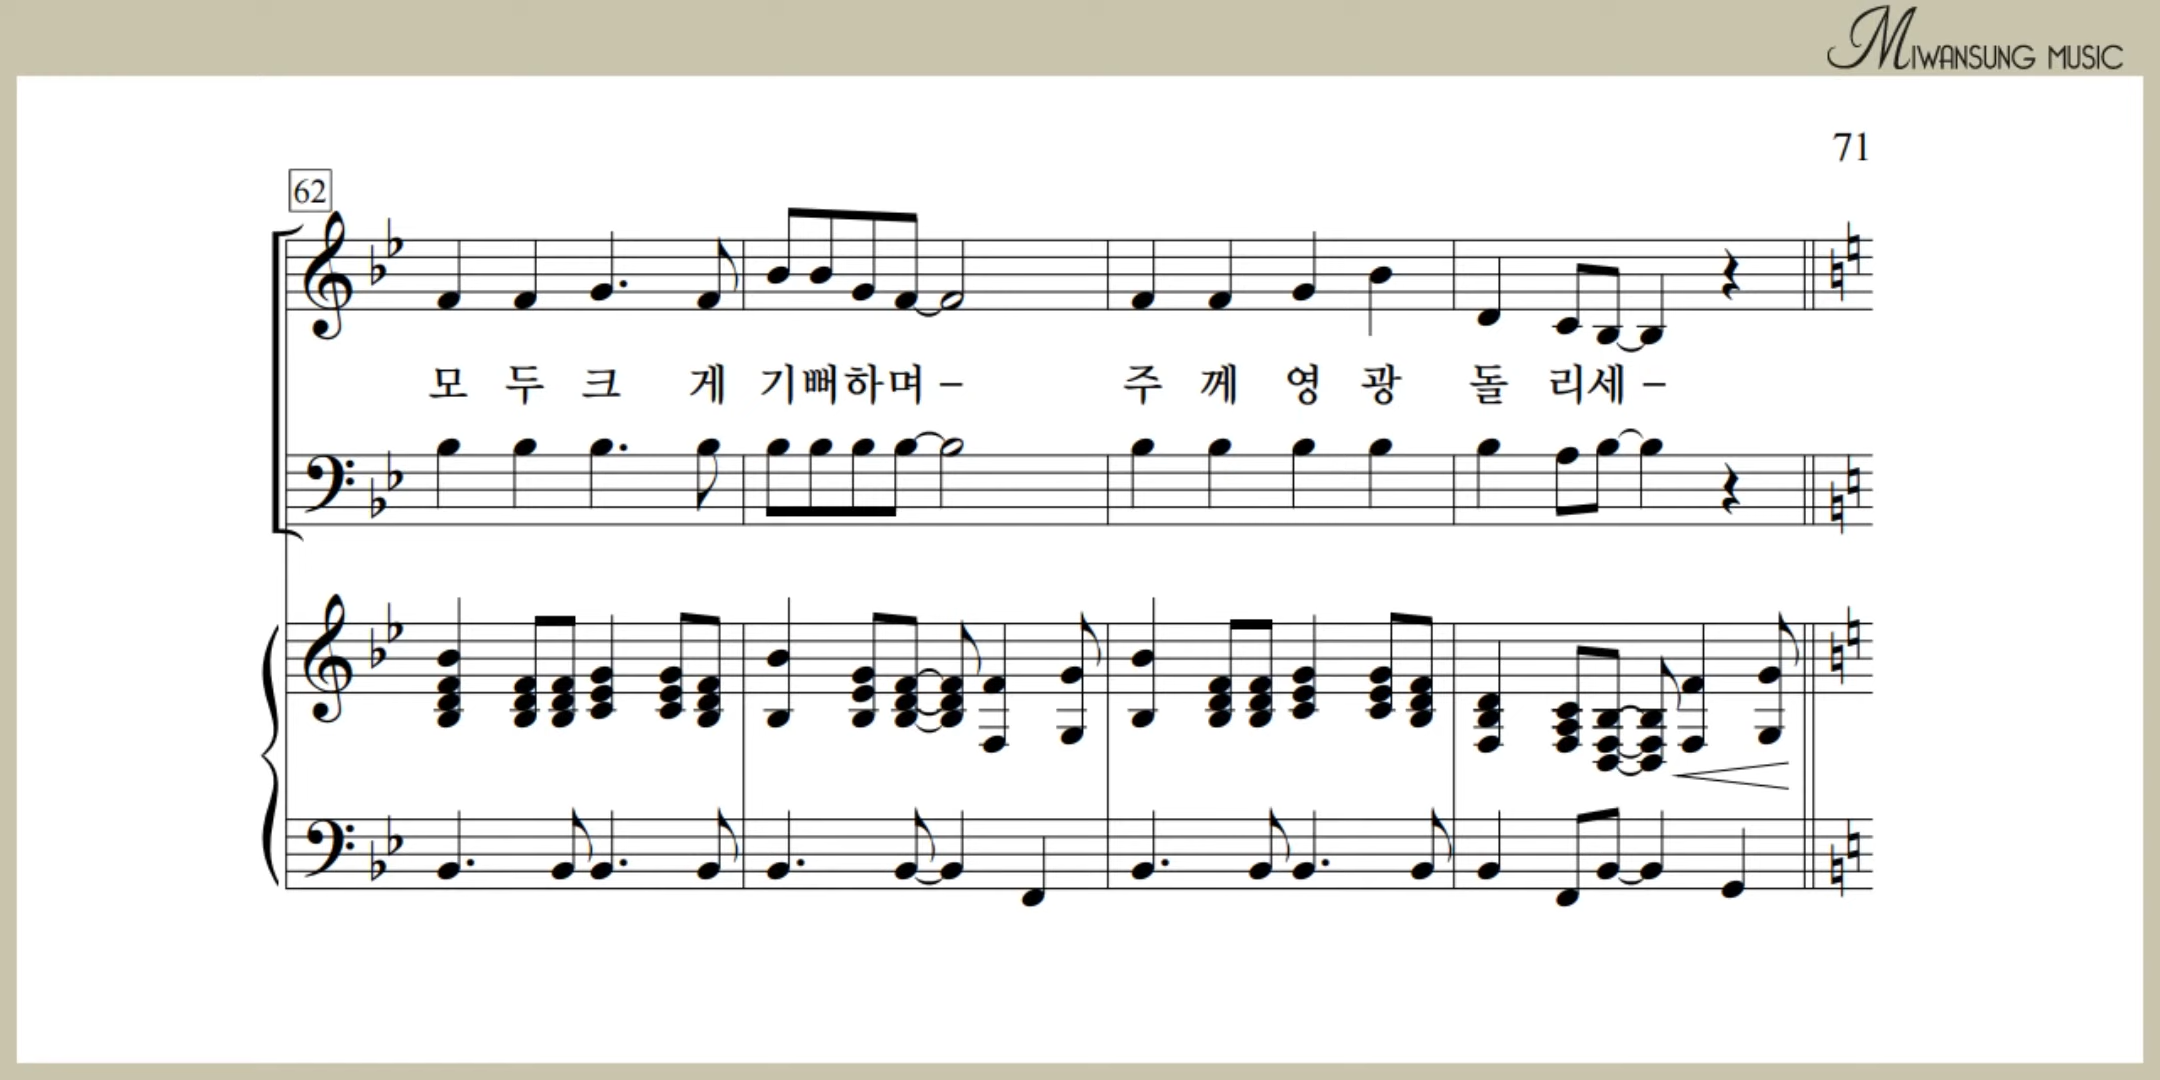 MIWANSUNG MUSIC
71
62
모 두 크 게 기뻐하며 – 주 께 영 광 돌 리세 –